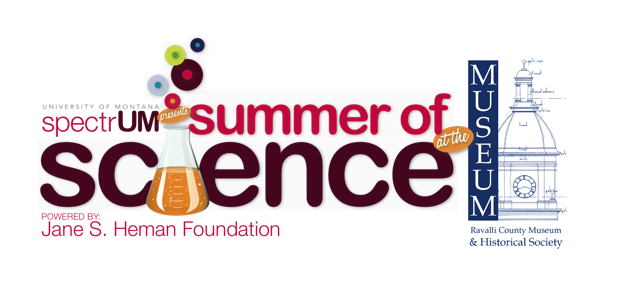 UNIVERSITY OF MONTANA
spectrUM
presents
summer of
science
at the
MUSEUM
POWERED BY:
Jane S. Heman Foundation
Ravalli County Museum
& Historical Society